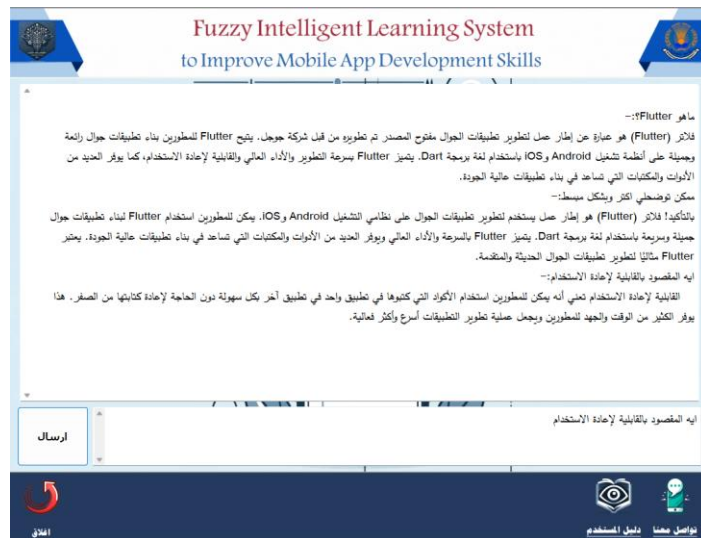 Fuzzy Intelligent Learning System
to Improve Mobile App Development Skills
ماهو Flutter؟:-
فلاتر (Flutter) هو عبارة عن إطار عمل لتطوير تطبيقات الجوال مفتوح المصدر تم تطويره من قبل شركة جوجل. يتيح Flutter للمطورين بناء تطبيقات جوال رائعة
وجميلة على أنظمة تشغيل Android و iOS باستخدام لغة برمجة Dart. يتميز Flutter بسرعة التطوير والأداء العالي والقابلية لإعادة الاستخدام، كما يوفر العديد من
الأدوات والمكتبات التي تساعد في بناء تطبيقات عالية الجودة.
ممكن توضحلي اكتر وبشكل مبسط:-
بالتأكيد! فلاتر (Flutter) هو إطار عمل يستخدم لتطوير تطبيقات الجوال على نظامي التشغيل Android و iOS. يمكن للمطورين استخدام Flutter لبناء تطبيقات جوال
جميلة وسريعة باستخدام لغة برمجة Dart. يتميز Flutter بالسرعة والأداء العالي ويوفر العديد من الأدوات والمكتبات التي تساعد في بناء تطبيقات عالية الجودة. يعتبر
Flutter مثاليًا لتطوير تطبيقات الجوال الحديثة والمتقدمة.
ايه المقصود بالقابلية لإعادة الاستخدام:-
القابلية لإعادة الاستخدام تعني أنه يمكن للمطورين استخدام الأكواد التي كتبوها في تطبيق واحد في تطبيق آخر بكل سهولة دون الحاجة لإعادة كتابتها من الصفر. هذا
يوفر الكثير من الوقت والجهد للمطورين ويجعل عملية تطوير التطبيقات أسرع وأكثر فعالية.
ايه المقصود بالقابلية لإعادة الاستخدام
ارسال
تواصل معنا
دليل المستخدم
اغلاق